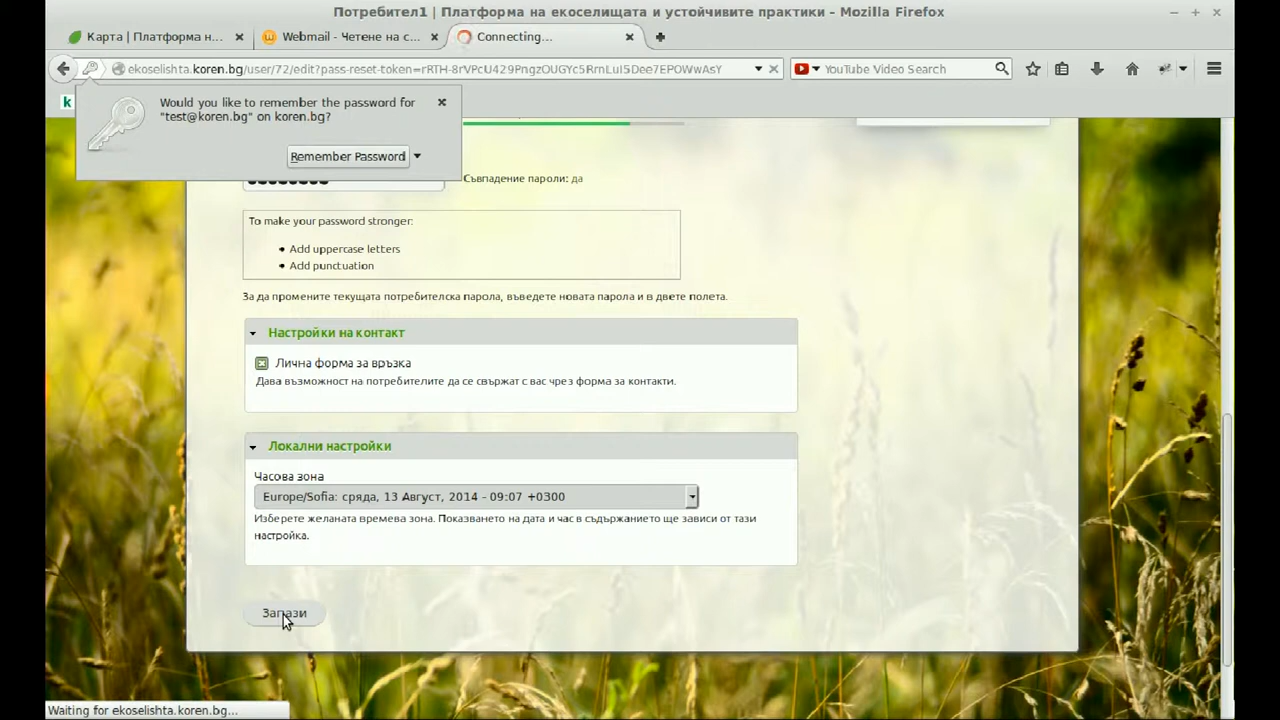 Потребител1 | Платформа на екоселищата и устойчивите практики - Mozilla Firefox
Карта | Платформа н...
Webmail - Четене на с...
Connecting...
ekoselishta.koren.bg/user/72/edit?pass-reset-token=rRTH-8rVPcU429PngzOUGYc5RrnLuI5Dee7EPOWwAsY
YouTube Video Search
k
Would you like to remember the password for
"test@koren.bg" on koren.bg?
Remember Password
Съвпадение пароли: да
To make your password stronger:
Add uppercase letters
Add punctuation
За да промените текущата потребителска парола, въведете новата парола и в двете полета.
Настройки на контакт
Лична форма за връзка
Дава възможност на потребителите да се свържат с вас чрез форма за контакти.
Локални настройки
Часова зона
Europe/Sofia: сряда, 13 Август, 2014 - 09:07 +0300
Изберете желаната времева зона. Показването на дата и час в съдържанието ще зависи от тази
настройка.
Запази
Waiting for ekoselishta.koren.bg...